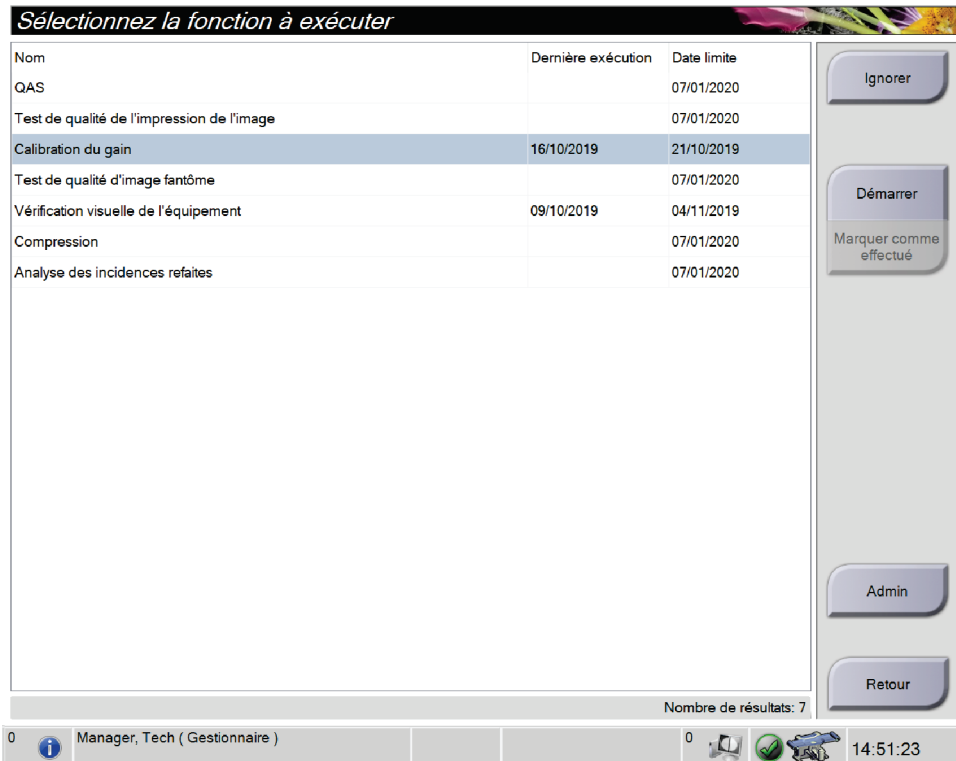 Sélectionnez la fonction à exécuter
Nom Dernière exécution Date limite
QAS 07/01/2020
Test de qualité de l'impression de l'image 07/01/2020
Calibration du gain 16/10/2019 21/10/2019
Test de qualité d'image fantôme 07/01/2020
Vérification visuelle de l'équipement 09/10/2019 04/11/2019
Compression 07/01/2020
Analyse des incidences refaites 07/01/2020
Nombre de résultats: 7
Ignorer
Démarrer
Marquer comme
effectué
Admin
Retour
0 Manager, Tech ( Gestionnaire ) 0 14:51:23